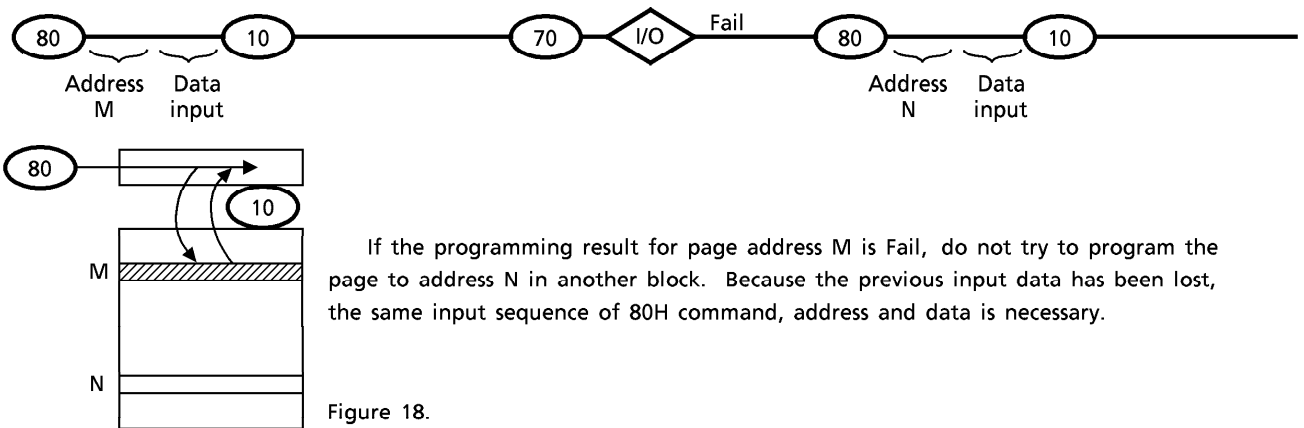 80 10 70 I/O Fail 80 10
Address M Data input Address N Data input
80
10
M
N
If the programming result for page address M is Fail, do not try to program the
page to address N in another block. Because the previous input data has been lost,
the same input sequence of 80H command, address and data is necessary.
Figure 18.